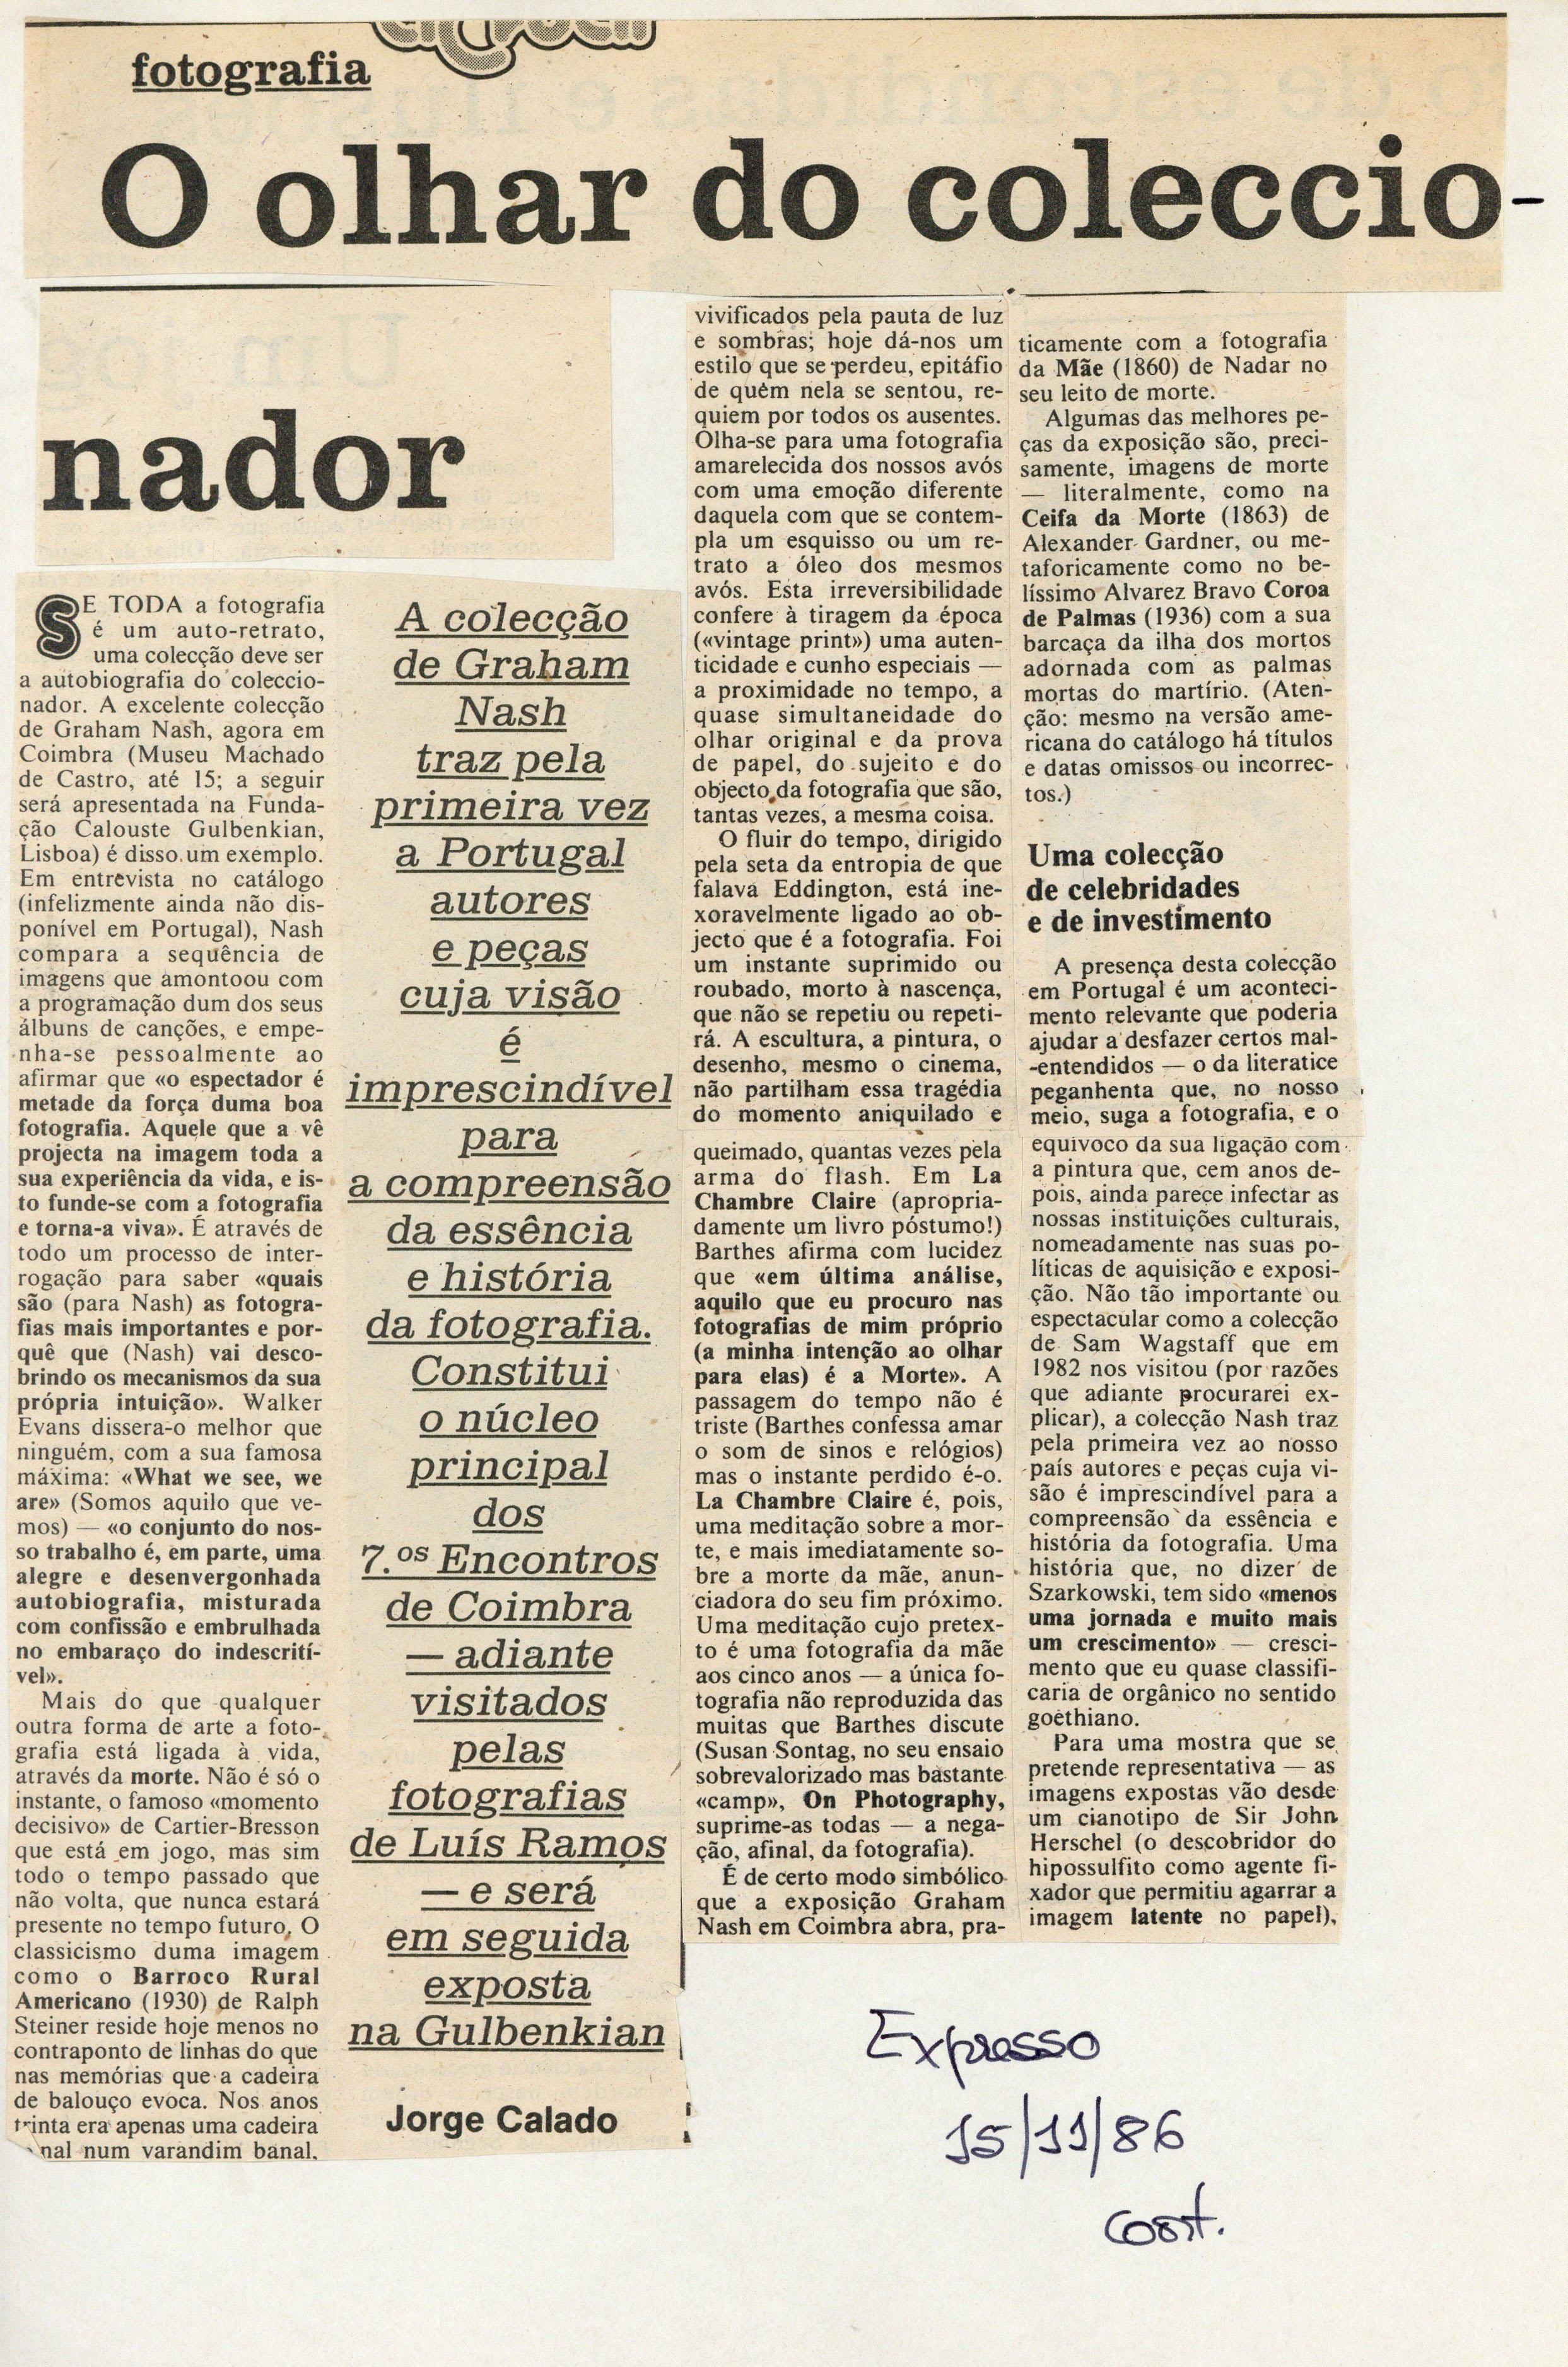 fotografia
O olhar do coleccio-
nador
SE TODA a fotografia
é um auto-retrato,
uma colecção deve ser
a autobiografia do coleccio-
nador. A excelente colecção
de Graham Nash, agora em
Coimbra (Museu Machado
de Castro, até 15; a seguir
será apresentada na Funda-
ção Calouste Gulbenkian,
Lisboa) é disso um exemplo.
Em entrevista no catálogo
(infelizmente ainda não dis-
ponível em Portugal), Nash
compara a sequência de
imagens que amontoou com
a programação dum dos seus
álbuns de canções, e empe-
nha-se pessoalmente ao
afirmar que «o espectador é
metade da força duma boa
fotografia. Aquele que a vê
projecta na imagem toda a
sua experiência da vida, e is-
to funde-se com a fotografia
e torna-a viva». É através de
todo um processo de inter-
rogação para saber «quais
são (para Nash) as fotogra-
fias mais importantes e por-
quê que (Nash) vai desco-
brindo os mecanismos da sua
própria intuição». Walker
Evans dissera-o melhor que
ninguém, com a sua famosa
máxima: «What we see, we
are» (Somos aquilo que ve-
mos) — «o conjunto do nos-
so trabalho é, em parte, uma
alegre e desenvergonhada
autobiografia, misturada
com confissão e embrulhada
no embaraço do indescrití-
vel».
Mais do que qualquer
outra forma de arte a foto-
grafia está ligada à vida,
através da morte. Não é só o
instante, o famoso «momento
decisivo» de Cartier-Bresson
que está em jogo, mas sim
todo o tempo passado que
não volta, que nunca estará
presente no tempo futuro. O
classicismo duma imagem
como o Barroco Rural
Americano (1930) de Ralph
Steiner reside hoje menos no
contraponto de linhas do que
nas memórias que a cadeira
de balouço evoca. Nos anos
trinta era apenas uma cadeira
nal num varandim banal,
A colecção
de Graham
Nash
traz pela
primeira vez
a Portugal
autores
e peças
cuja visão
é
imprescindível
para
a compreensão
da essência
e história
da fotografia.
Constitui
o núcleo
principal
dos
7.os Encontros
de Coimbra
— adiante
visitados
pelas
fotografias
de Luís Ramos
— e será
em seguida
exposta
na Gulbenkian
Jorge Calado
vivificados pela pauta de luz
e sombras; hoje dá-nos um
estilo que se perdeu, epitáfio
de quem nela se sentou, re-
quiem por todos os ausentes.
Olha-se para uma fotografia
amarelecida dos nossos avós
com uma emoção diferente
daquela com que se contem-
pla um esquisso ou um re-
trato a óleo dos mesmos
avós. Esta irreversibilidade
confere à tiragem da época
(«vintage print») uma auten-
ticidade e cunho especiais —
a proximidade no tempo, a
quase simultaneidade do
olhar original e da prova
de papel, do sujeito e do
objecto da fotografia que são,
tantas vezes, a mesma coisa.
O fluir do tempo, dirigido
pela seta da entropia de que
falava Eddington, está ine-
xoravelmente ligado ao ob-
jecto que é a fotografia. Foi
um instante suprimido ou
roubado, morto à nascença,
que não se repetiu ou repeti-
rá. A escultura, a pintura, o
desenho, mesmo o cinema,
não partilham essa tragédia
do momento aniquilado e
queimado, quantas vezes pela
arma do flash. Em La
Chambre Claire (apropria-
damente um livro póstumo!)
Barthes afirma com lucidez
que «em última análise,
aquilo que eu procuro nas
fotografias de mim próprio
(a minha intenção ao olhar
para elas) é a Morte». A
passagem do tempo não é
triste (Barthes confessa amar
o som de sinos e relógios)
mas o instante perdido é-o.
La Chambre Claire é, pois,
uma meditação sobre a mor-
te, e mais imediatamente so-
bre a morte da mãe, anun-
ciadora do seu fim próximo.
Uma meditação cujo pretex-
to é uma fotografia da mãe
aos cinco anos — a única fo-
tografia não reproduzida das
muitas que Barthes discute
(Susan Sontag, no seu ensaio
sobrevalorizado mas bastante
«camp», On Photography,
suprime-as todas — a nega-
ção, afinal, da fotografia).
É de certo modo simbólico
que a exposição Graham
Nash em Coimbra abra, pra-
ticamente com a fotografia
da Mãe (1860) de Nadar no
seu leito de morte.
Algumas das melhores pe-
ças da exposição são, preci-
samente, imagens de morte
— literalmente, como na
Ceifa da Morte (1863) de
Alexander Gardner, ou me-
taforicamente como no be-
líssimo Alvarez Bravo Coroa
de Palmas (1936) com a sua
barcaça da ilha dos mortos
adornada com as palmas
mortas do martírio. (Aten-
ção: mesmo na versão ame-
ricana do catálogo há títulos
e datas omissos ou incorrec-
tos.)
Uma colecção
de celebridades
e de investimento
A presença desta colecção
em Portugal é um aconteci-
mento relevante que poderia
ajudar a desfazer certos mal-
-entendidos — o da literatice
peganhenta que, no nosso
meio, suga a fotografia, e o
equívoco da sua ligação com
a pintura que, cem anos de-
pois, ainda parece infectar as
nossas instituições culturais,
nomeadamente nas suas po-
líticas de aquisição e exposi-
ção. Não tão importante ou
espectacular como a colecção
de Sam Wagstaff que em
1982 nos visitou (por razões
que adiante procurarei ex-
plicar), a colecção Nash traz
pela primeira vez ao nosso
país autores e peças cuja vi-
são é imprescindível para a
compreensão da essência e
história da fotografia. Uma
história que, no dizer de
Szarkowski, tem sido «menos
uma jornada e muito mais
um crescimento» — cresci-
mento que eu quase classifi-
caria de orgânico no sentido
goethiano.
Para uma mostra que se
pretende representativa — as
imagens expostas vão desde
um cianotipo de Sir John
Herschel (o descobridor do
hipossulfito como agente fi-
xador que permitiu agarrar a
imagem latente no papel),
Expresso
15/11/86
cont.